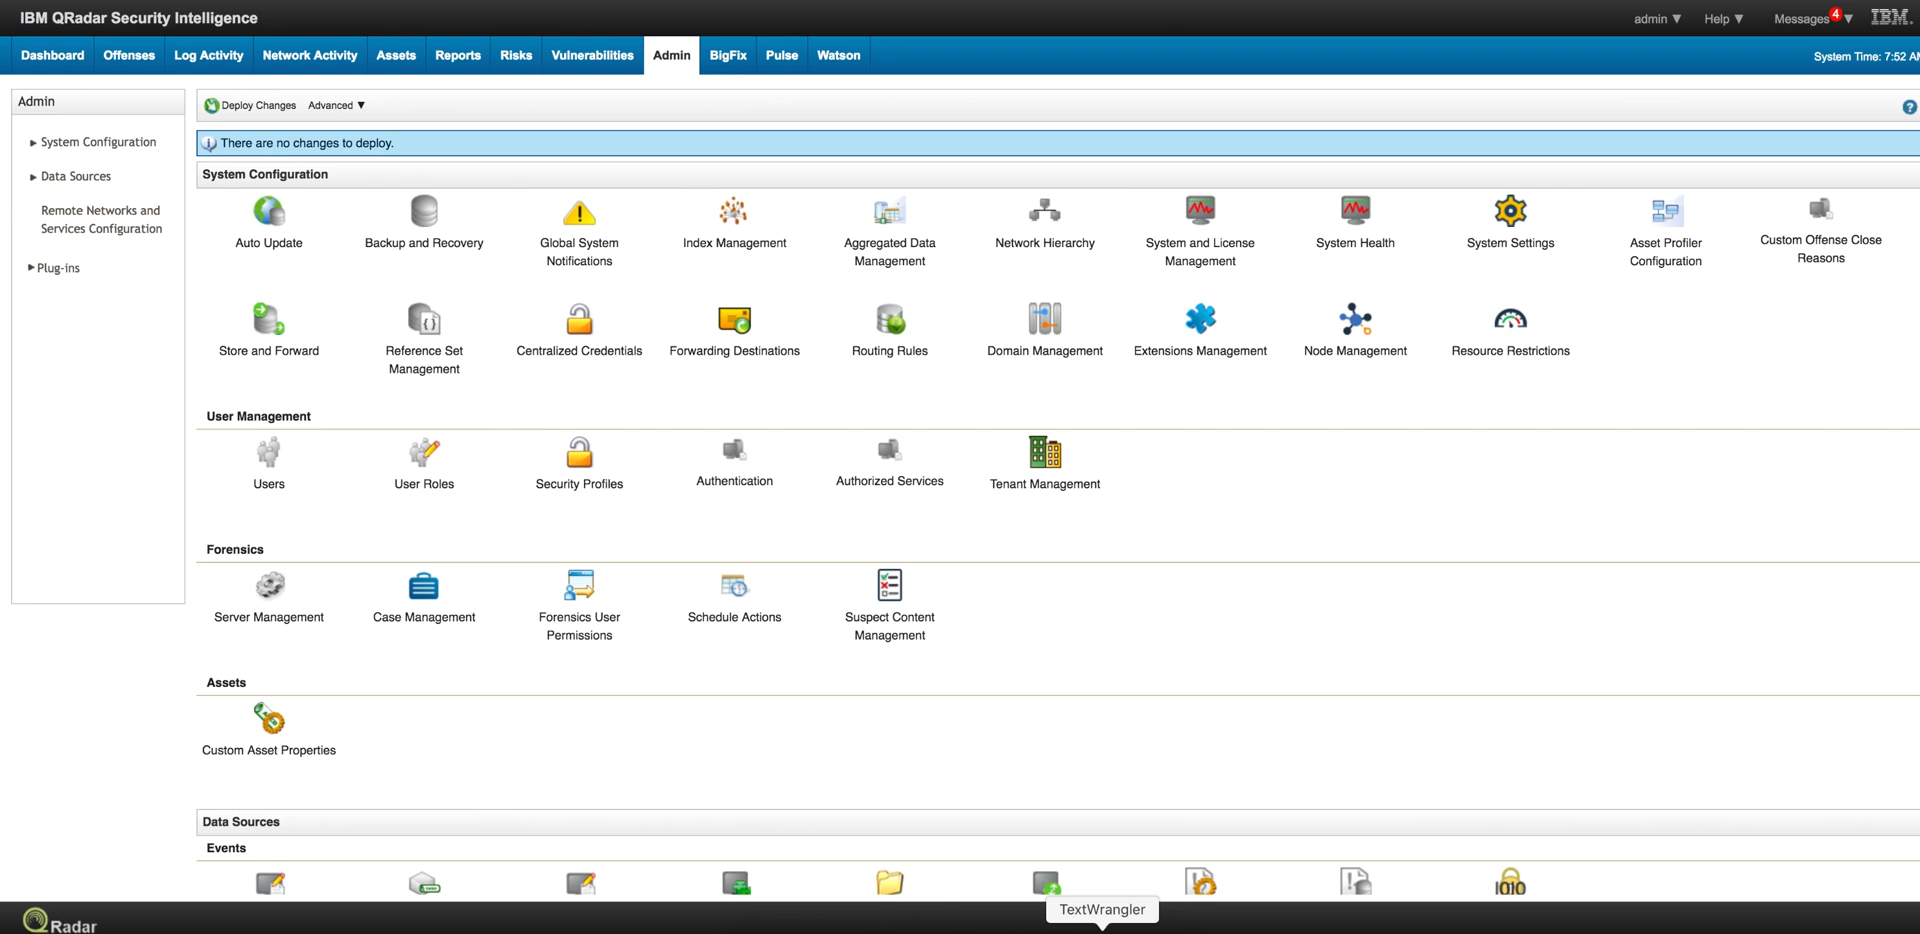 IBM QRadar Security Intelligence
admin ▼ Help ▼ Messages 4 ▼ IBM.
Dashboard Offenses Log Activity Network Activity Assets Reports Risks Vulnerabilities Admin BigFix Pulse Watson
System Time: 7:52 AM
Admin
System Configuration
Data Sources
Remote Networks and
Services Configuration
Plug-ins
Deploy Changes Advanced ▼
?
There are no changes to deploy.
System Configuration
Auto Update
Backup and Recovery
Global System
Notifications
Index Management
Aggregated Data
Management
Network Hierarchy
System and License
Management
System Health
System Settings
Asset Profiler
Configuration
Custom Offense Close
Reasons
Store and Forward
Reference Set
Management
Centralized Credentials
Forwarding Destinations
Routing Rules
Domain Management
Extensions Management
Node Management
Resource Restrictions
User Management
Users
User Roles
Security Profiles
Authentication
Authorized Services
Tenant Management
Forensics
Server Management
Case Management
Forensics User
Permissions
Schedule Actions
Suspect Content
Management
Assets
Custom Asset Properties
Data Sources
Events
1010
TextWrangler
QRadar